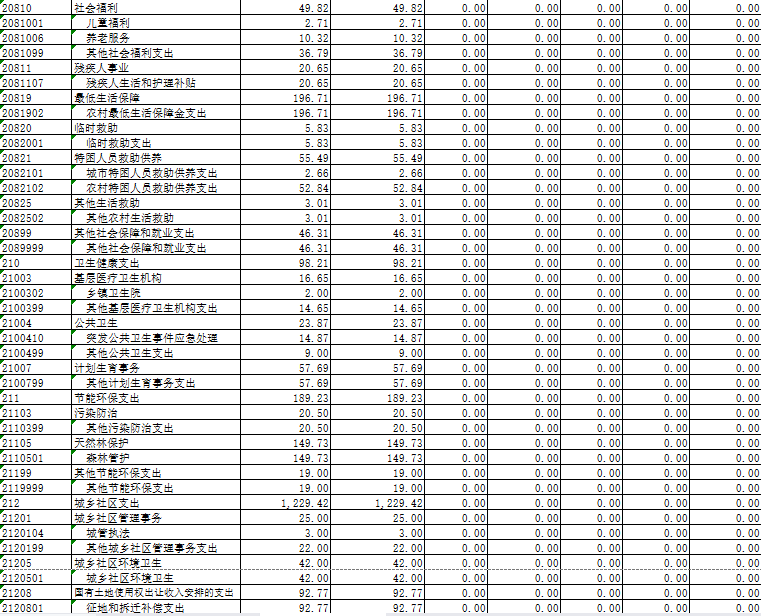 20810 社会福利 49.82 49.82 0.00 0.00 0.00 0.00 0.00
2081001 儿童福利 2.71 2.71 0.00 0.00 0.00 0.00 0.00
2081006 养老服务 10.32 10.32 0.00 0.00 0.00 0.00 0.00
2081099 其他社会福利支出 36.79 36.79 0.00 0.00 0.00 0.00 0.00
20811 残疾人事业 20.65 20.65 0.00 0.00 0.00 0.00 0.00
2081107 残疾人生活和护理补贴 20.65 20.65 0.00 0.00 0.00 0.00 0.00
20819 最低生活保障 196.71 196.71 0.00 0.00 0.00 0.00 0.00
2081902 农村最低生活保障金支出 196.71 196.71 0.00 0.00 0.00 0.00 0.00
20820 临时救助 5.83 5.83 0.00 0.00 0.00 0.00 0.00
2082001 临时救助支出 5.83 5.83 0.00 0.00 0.00 0.00 0.00
20821 特困人员救助供养 55.49 55.49 0.00 0.00 0.00 0.00 0.00
2082101 城市特困人员救助供养支出 2.66 2.66 0.00 0.00 0.00 0.00 0.00
2082102 农村特困人员救助供养支出 52.84 52.84 0.00 0.00 0.00 0.00 0.00
20825 其他生活救助 3.01 3.01 0.00 0.00 0.00 0.00 0.00
2082502 其他农村生活救助 3.01 3.01 0.00 0.00 0.00 0.00 0.00
20899 其他社会保障和就业支出 46.31 46.31 0.00 0.00 0.00 0.00 0.00
2089999 其他社会保障和就业支出 46.31 46.31 0.00 0.00 0.00 0.00 0.00
210 卫生健康支出 98.21 98.21 0.00 0.00 0.00 0.00 0.00
21003 基层医疗卫生机构 16.65 16.65 0.00 0.00 0.00 0.00 0.00
2100302 乡镇卫生院 2.00 2.00 0.00 0.00 0.00 0.00 0.00
2100399 其他基层医疗卫生机构支出 14.65 14.65 0.00 0.00 0.00 0.00 0.00
21004 公共卫生 23.87 23.87 0.00 0.00 0.00 0.00 0.00
2100410 突发公共卫生事件应急处理 14.87 14.87 0.00 0.00 0.00 0.00 0.00
2100499 其他公共卫生支出 9.00 9.00 0.00 0.00 0.00 0.00 0.00
21007 计划生育事务 57.69 57.69 0.00 0.00 0.00 0.00 0.00
2100799 其他计划生育事务支出 57.69 57.69 0.00 0.00 0.00 0.00 0.00
211 节能环保支出 189.23 189.23 0.00 0.00 0.00 0.00 0.00
21103 污染防治 20.50 20.50 0.00 0.00 0.00 0.00 0.00
2110399 其他污染防治支出 20.50 20.50 0.00 0.00 0.00 0.00 0.00
21105 天然林保护 149.73 149.73 0.00 0.00 0.00 0.00 0.00
2110501 森林管护 149.73 149.73 0.00 0.00 0.00 0.00 0.00
21199 其他节能环保支出 19.00 19.00 0.00 0.00 0.00 0.00 0.00
2119999 其他节能环保支出 19.00 19.00 0.00 0.00 0.00 0.00 0.00
212 城乡社区支出 1,229.42 1,229.42 0.00 0.00 0.00 0.00 0.00
21201 城乡社区管理事务 25.00 25.00 0.00 0.00 0.00 0.00 0.00
2120104 城管执法 3.00 3.00 0.00 0.00 0.00 0.00 0.00
2120199 其他城乡社区管理事务支出 22.00 22.00 0.00 0.00 0.00 0.00 0.00
21205 城乡社区环境卫生 42.00 42.00 0.00 0.00 0.00 0.00 0.00
2120501 城乡社区环境卫生 42.00 42.00 0.00 0.00 0.00 0.00 0.00
21208 国有土地使用权出让收入安排的支出 92.77 92.77 0.00 0.00 0.00 0.00 0.00
2120801 征地和拆迁补偿支出 92.77 92.77 0.00 0.00 0.00 0.00 0.00